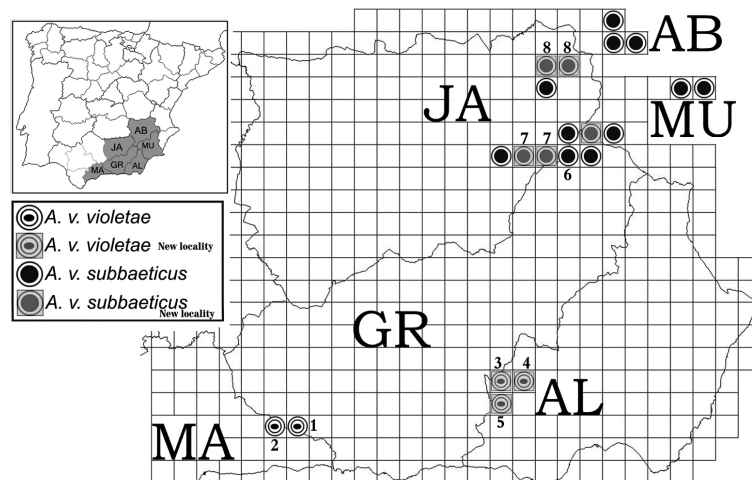 AB
JA
MU
MA
GR
AL
A. v. violetae
A. v. violetae New locality
A. v. subbaeticus
A. v. subbaeticus
New locality
AB
8 8
JA
MU
7 7
6
GR
3 4
AL
5
MA
1
2